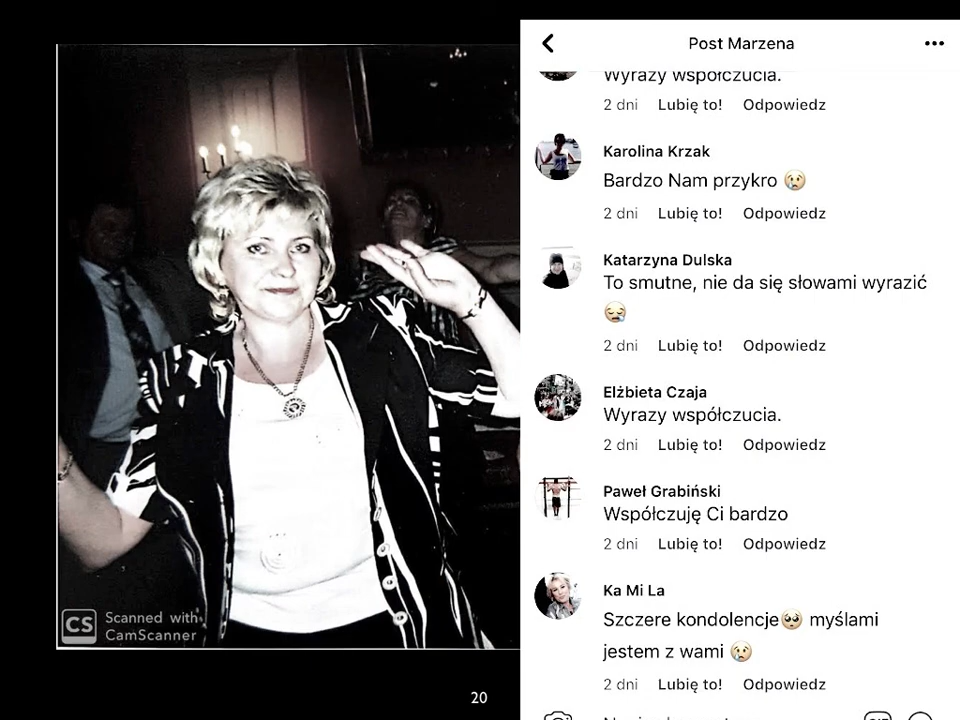 Scanned with
CamScanner
20
Post Marzena
Wyrazy współczucia.
2 dni Lubię to! Odpowiedz
Karolina Krzak
Bardzo Nam przykro 😢
2 dni Lubię to! Odpowiedz
Katarzyna Dulska
To smutne, nie da się słowami wyrazić
😪
2 dni Lubię to! Odpowiedz
Elżbieta Czaja
Wyrazy współczucia.
2 dni Lubię to! Odpowiedz
Paweł Grabiński
Współczuję Ci bardzo
2 dni Lubię to! Odpowiedz
Ka Mi La
Szczere kondolencje🥺 myślami
jestem z wami 😢
2 dni Lubię to! Odpowiedz
CS